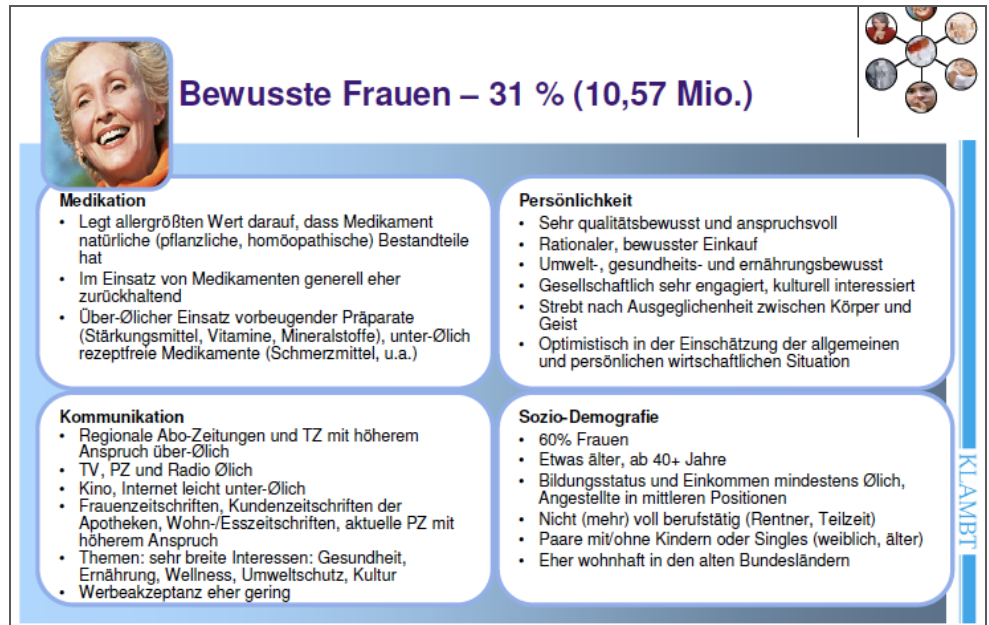 Bewusste Frauen – 31 % (10,57 Mio.)
Medikation
• Legt allergrößten Wert darauf, dass Medikament
natürliche (pflanzliche, homöopathische) Bestandteile
hat
• Im Einsatz von Medikamenten generell eher
zurückhaltend
• Über-Ølicher Einsatz vorbeugender Präparate
(Stärkungsmittel, Vitamine, Mineralstoffe), unter-Ølich
rezeptfreie Medikamente (Schmerzmittel, u.a.)
Persönlichkeit
• Sehr qualitätsbewusst und anspruchsvoll
• Rationaler, bewusster Einkauf
• Umwelt-, gesundheits- und ernährungsbewusst
• Gesellschaftlich sehr engagiert, kulturell interessiert
• Strebt nach Ausgeglichenheit zwischen Körper und
Geist
• Optimistisch in der Einschätzung der allgemeinen
und persönlichen wirtschaftlichen Situation
Kommunikation
• Regionale Abo-Zeitungen und TZ mit höherem
Anspruch über-Ølich
• TV, PZ und Radio Ølich
• Kino, Internet leicht unter-Ølich
• Frauenzeitschriften, Kundenzeitschriften der
Apotheken, Wohn-/Esszeitschriften, aktuelle PZ mit
höherem Anspruch
• Themen: sehr breite Interessen: Gesundheit,
Ernährung, Wellness, Umweltschutz, Kultur
• Werbeakzeptanz eher gering
Sozio-Demografie
• 60% Frauen
• Etwas älter, ab 40+ Jahre
• Bildungsstatus und Einkommen mindestens Ølich,
Angestellte in mittleren Positionen
• Nicht (mehr) voll berufstätig (Rentner, Teilzeit)
• Paare mit/ohne Kindern oder Singles (weiblich, älter)
• Eher wohnhaft in den alten Bundesländern
KLAMBT